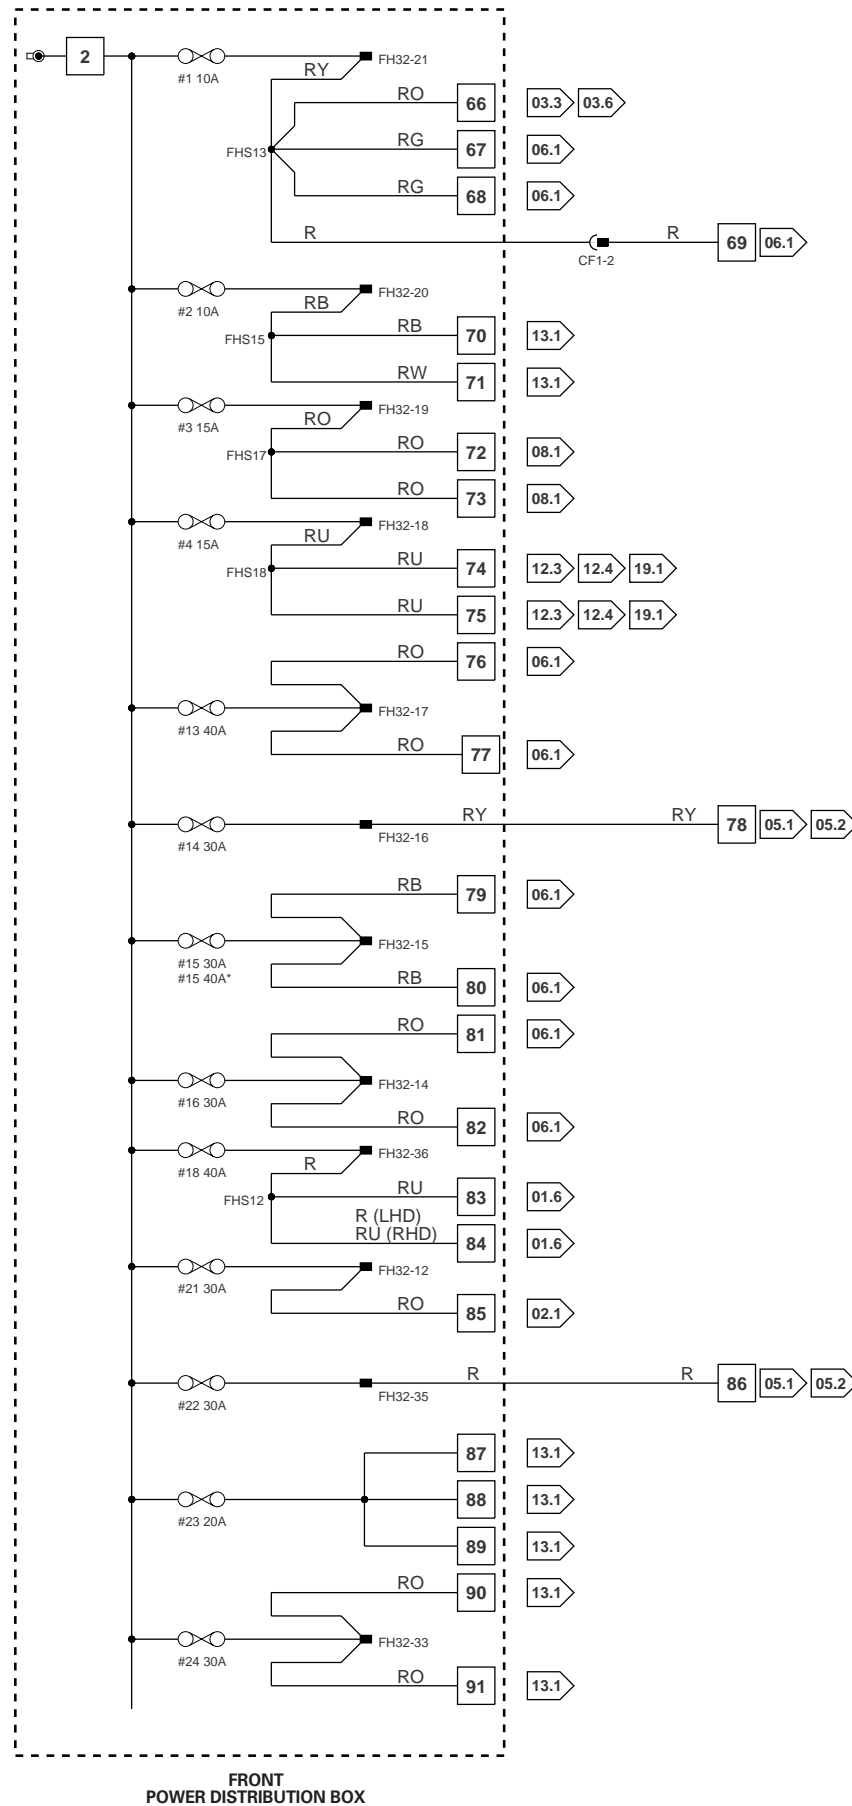 2
#1 10A
FH32-21
RY
RO
66
03.3
03.6
FHS13
RG
67
06.1
RG
68
06.1
R
CF1-2
R
69
06.1
#2 10A
FH32-20
RB
FHS15
RB
70
13.1
RW
71
13.1
#3 15A
FH32-19
RO
FHS17
RO
72
08.1
RO
73
08.1
#4 15A
FH32-18
RU
FHS18
RU
74
12.3
12.4
19.1
RU
75
12.3
12.4
19.1
RO
76
06.1
#13 40A
FH32-17
RO
77
06.1
#14 30A
FH32-16
RY
RY
78
05.1
05.2
RB
79
06.1
#15 30A
#15 40A*
FH32-15
RB
80
06.1
RO
81
06.1
#16 30A
FH32-14
RO
82
06.1
#18 40A
FH32-36
R
FHS12
RU
83
01.6
R (LHD)
RU (RHD)
84
01.6
#21 30A
FH32-12
RO
85
02.1
#22 30A
FH32-35
R
R
86
05.1
05.2
87
13.1
#23 20A
88
13.1
89
13.1
RO
90
13.1
#24 30A
FH32-33
RO
91
13.1
FRONT
POWER DISTRIBUTION BOX